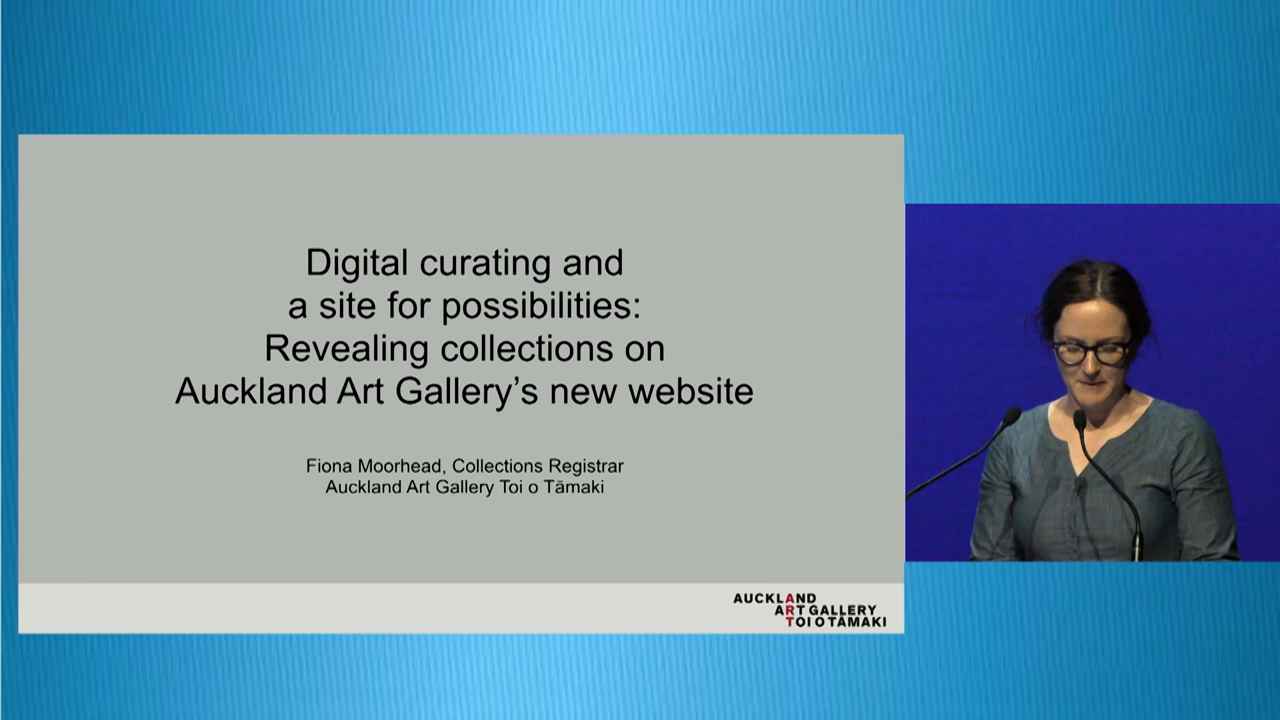 Digital curating and
a site for possibilities:
Revealing collections on
Auckland Art Gallery’s new website
Fiona Moorhead, Collections Registrar
Auckland Art Gallery Toi o Tāmaki
AUCKLAND
ART GALLERY
TOI O TĀMAKI